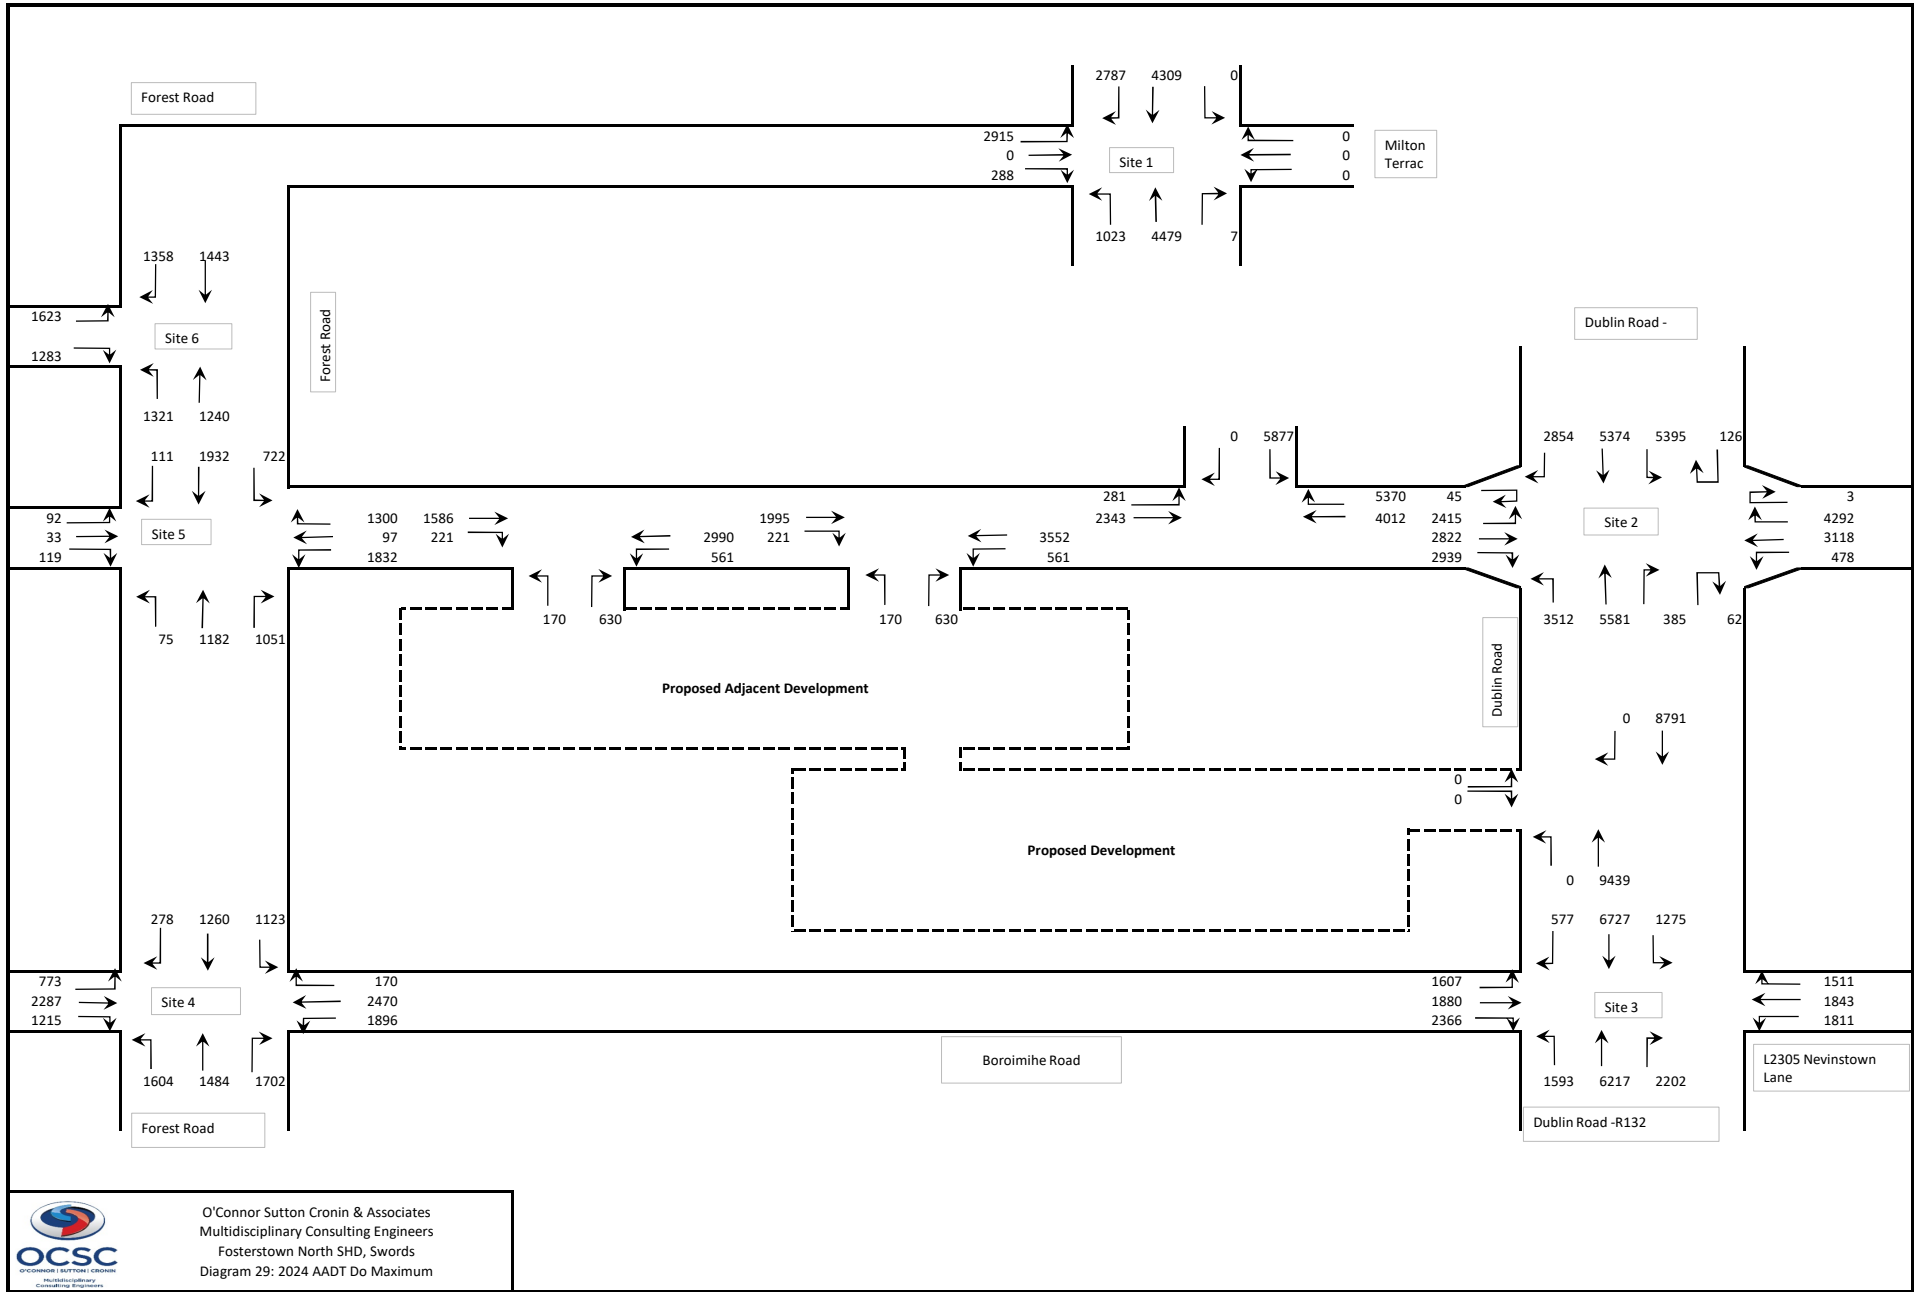 2787 4309 0
Forest Road
2915 0
0 Site 1 0 Milton
288 0 Terrac
1023 4479 7
1358 1443
1623
Site 6
1283
Forest Road
Dublin Road -
1321 1240
111 1932 722
0 5877
2854 5374 5395 126
281 5370 45 3
92 1300 1586 1995 2343 4012 2415 4292
33 Site 5 97 221 2990 221 3552 2822 Site 2 3118
119 1832 561 561 2939 478
75 1182 1051
170 630 170 630
3512 5581 385 62
Dublin Road
Proposed Adjacent Development
0 8791
0
0
Proposed Development
0 9439
278 1260 1123
577 6727 1275
773 170 1607 1511
2287 Site 4 2470 1880 Site 3 1843
1215 1896 2366 1811
Boroimihe Road
L2305 Nevinstown
Lane
1604 1484 1702
1593 6217 2202
Forest Road
Dublin Road -R132
O'Connor Sutton Cronin & Associates
Multidisciplinary Consulting Engineers
Fosterstown North SHD, Swords
Diagram 29: 2024 AADT Do Maximum
OCSC
O'CONNOR | SUTTON | CRONIN
Multidisciplinary
Consulting Engineers